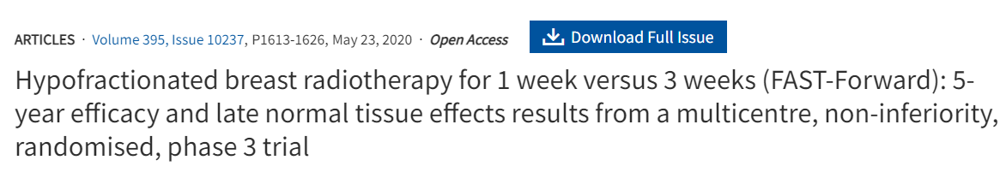 ARTICLES · Volume 395, Issue 10237, P1613-1626, May 23, 2020 · Open Access Download Full Issue
Hypofractionated breast radiotherapy for 1 week versus 3 weeks (FAST-Forward): 5-
year efficacy and late normal tissue effects results from a multicentre, non-inferiority,
randomised, phase 3 trial